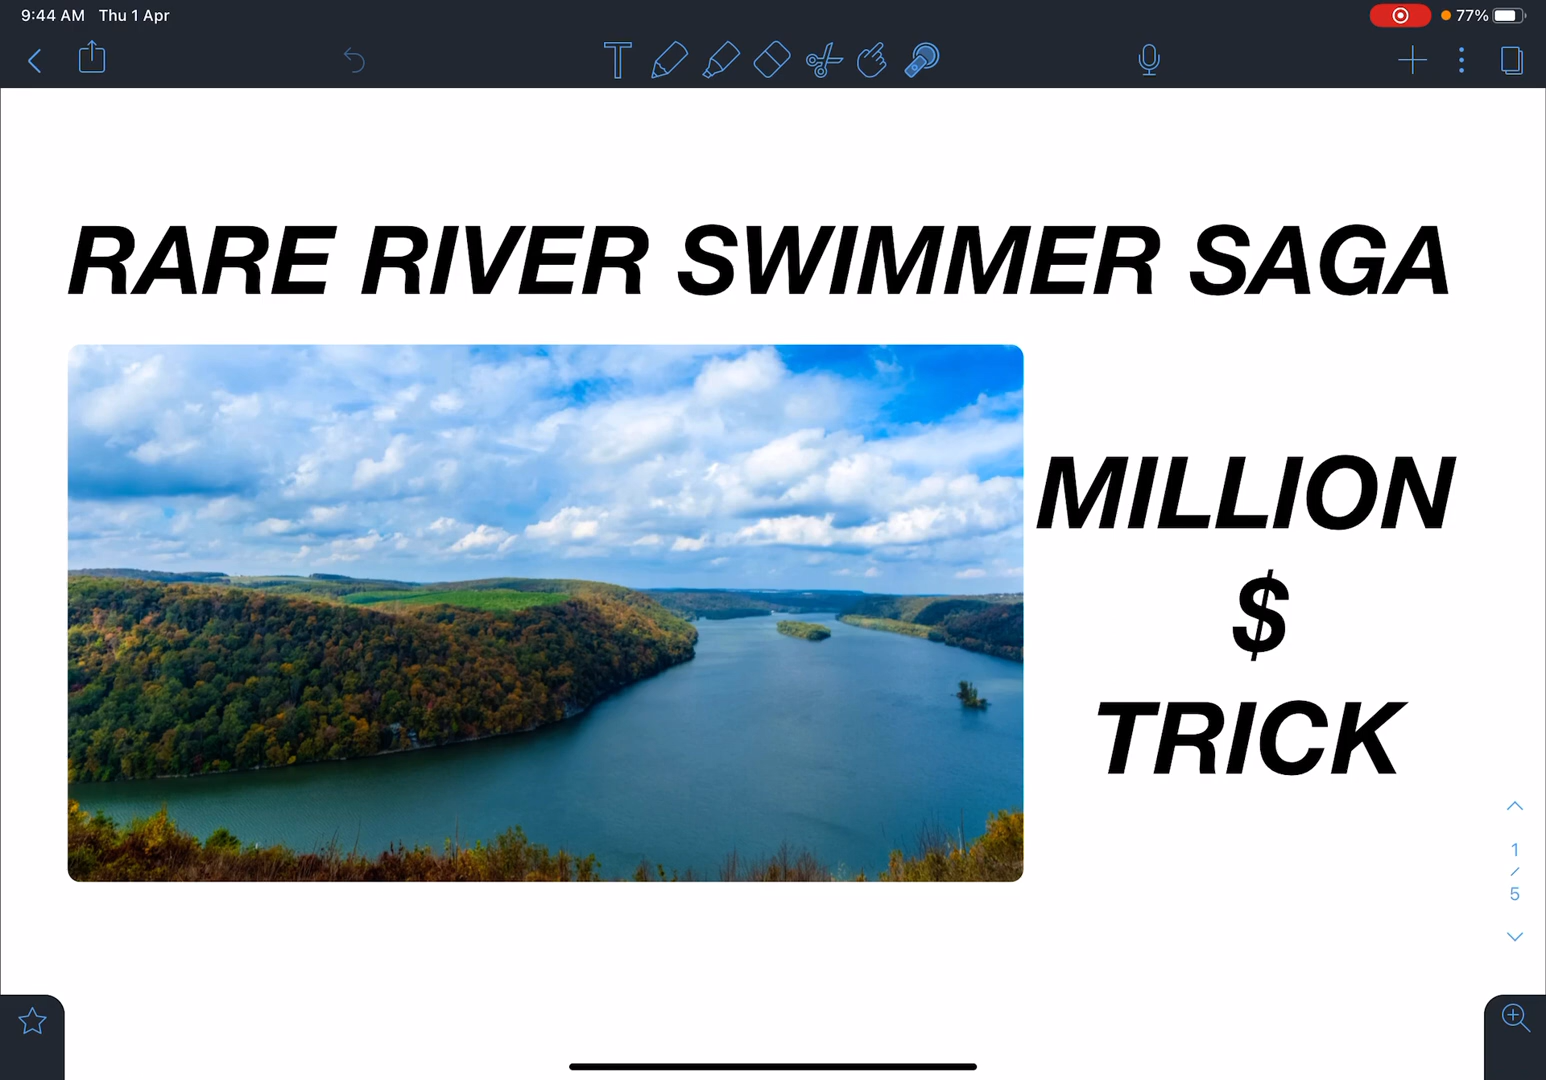 9:44 AM Thu 1 Apr
77%
RARE RIVER SWIMMER SAGA
MILLION
$
TRICK
1
/
5